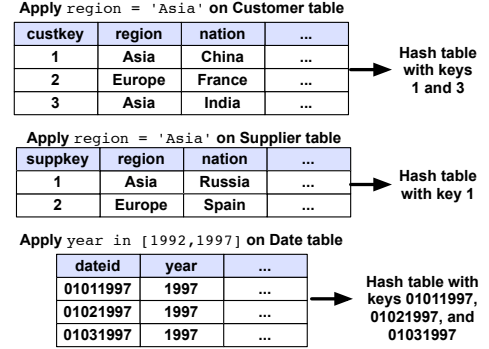 Apply region = 'Asia' on Customer table
custkey region nation ...
1 Asia China ...
2 Europe France ...
3 Asia India ...
Hash table
with keys
1 and 3
Apply region = 'Asia' on Supplier table
suppkey region nation ...
1 Asia Russia ...
2 Europe Spain ...
Hash table
with key 1
Apply year in [1992,1997] on Date table
dateid year ...
01011997 1997 ...
01021997 1997 ...
01031997 1997 ...
Hash table with
keys 01011997,
01021997, and
01031997